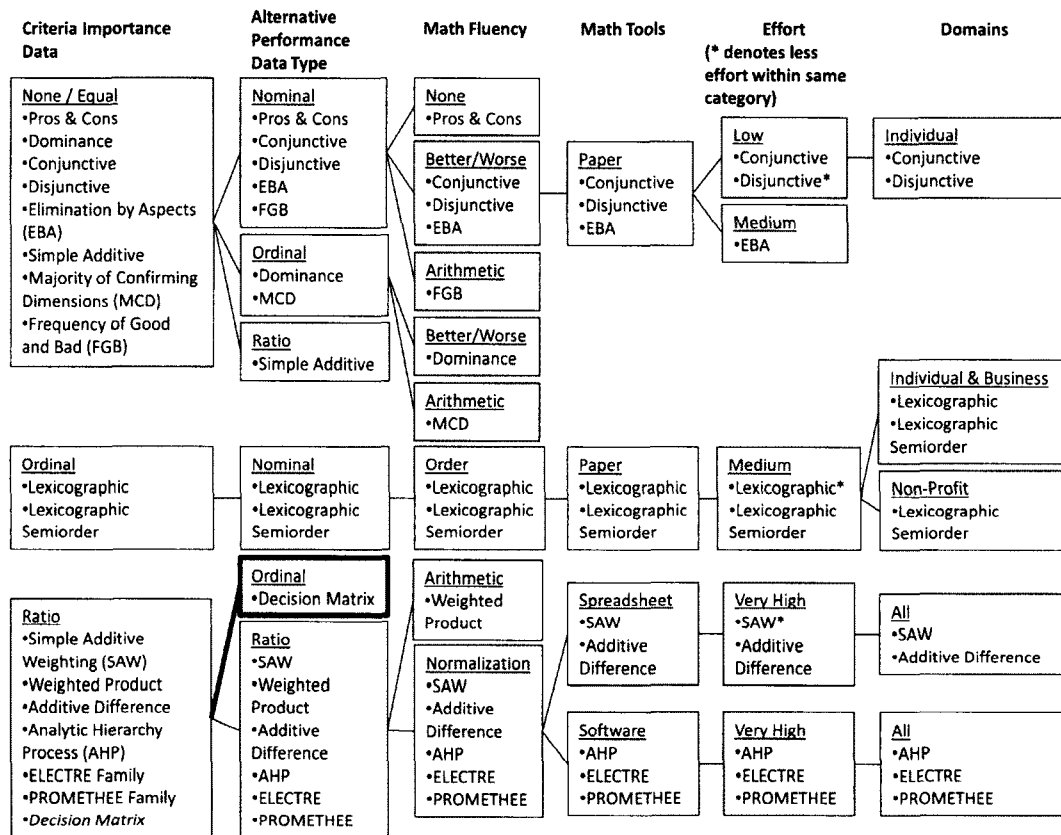 Criteria Importance
Data
Alternative
Performance
Data Type
Math Fluency
Math Tools
Effort
(* denotes less
effort within same
category)
Domains
None / Equal
•Pros & Cons
•Dominance
•Conjunctive
•Disjunctive
•Elimination by Aspects
(EBA)
•Simple Additive
•Majority of Confirming
Dimensions (MCD)
•Frequency of Good
and Bad (FGB)
Nominal
•Pros & Cons
•Conjunctive
•Disjunctive
•EBA
•FGB
Ordinal
•Dominance
•MCD
Ratio
•Simple Additive
None
•Pros & Cons
Better/Worse
•Conjunctive
•Disjunctive
•EBA
Arithmetic
•FGB
Better/Worse
•Dominance
Arithmetic
•MCD
Paper
•Conjunctive
•Disjunctive
•EBA
Low
•Conjunctive
•Disjunctive*
Medium
•EBA
Individual
•Conjunctive
•Disjunctive
Ordinal
•Lexicographic
•Lexicographic
Semiorder
Nominal
•Lexicographic
•Lexicographic
Semiorder
Order
•Lexicographic
•Lexicographic
Semiorder
Paper
•Lexicographic
•Lexicographic
Semiorder
Medium
•Lexicographic*
•Lexicographic
Semiorder
Individual & Business
•Lexicographic
•Lexicographic
Semiorder
Non-Profit
•Lexicographic
Semiorder
Ratio
•Simple Additive
Weighting (SAW)
•Weighted Product
•Additive Difference
•Analytic Hierarchy
Process (AHP)
•ELECTRE Family
•PROMETHEE Family
•Decision Matrix
Ordinal
•Decision Matrix
Ratio
•SAW
•Weighted
Product
•Additive
Difference
•AHP
•ELECTRE
•PROMETHEE
Arithmetic
•Weighted
Product
Normalization
•SAW
•Additive
Difference
•AHP
•ELECTRE
•PROMETHEE
Spreadsheet
•SAW
•Additive
Difference
Software
•AHP
•ELECTRE
•PROMETHEE
Very High
•SAW*
•Additive
Difference
Very High
•AHP
•ELECTRE
•PROMETHEE
All
•SAW
•Additive Difference
All
•AHP
•ELECTRE
•PROMETHEE